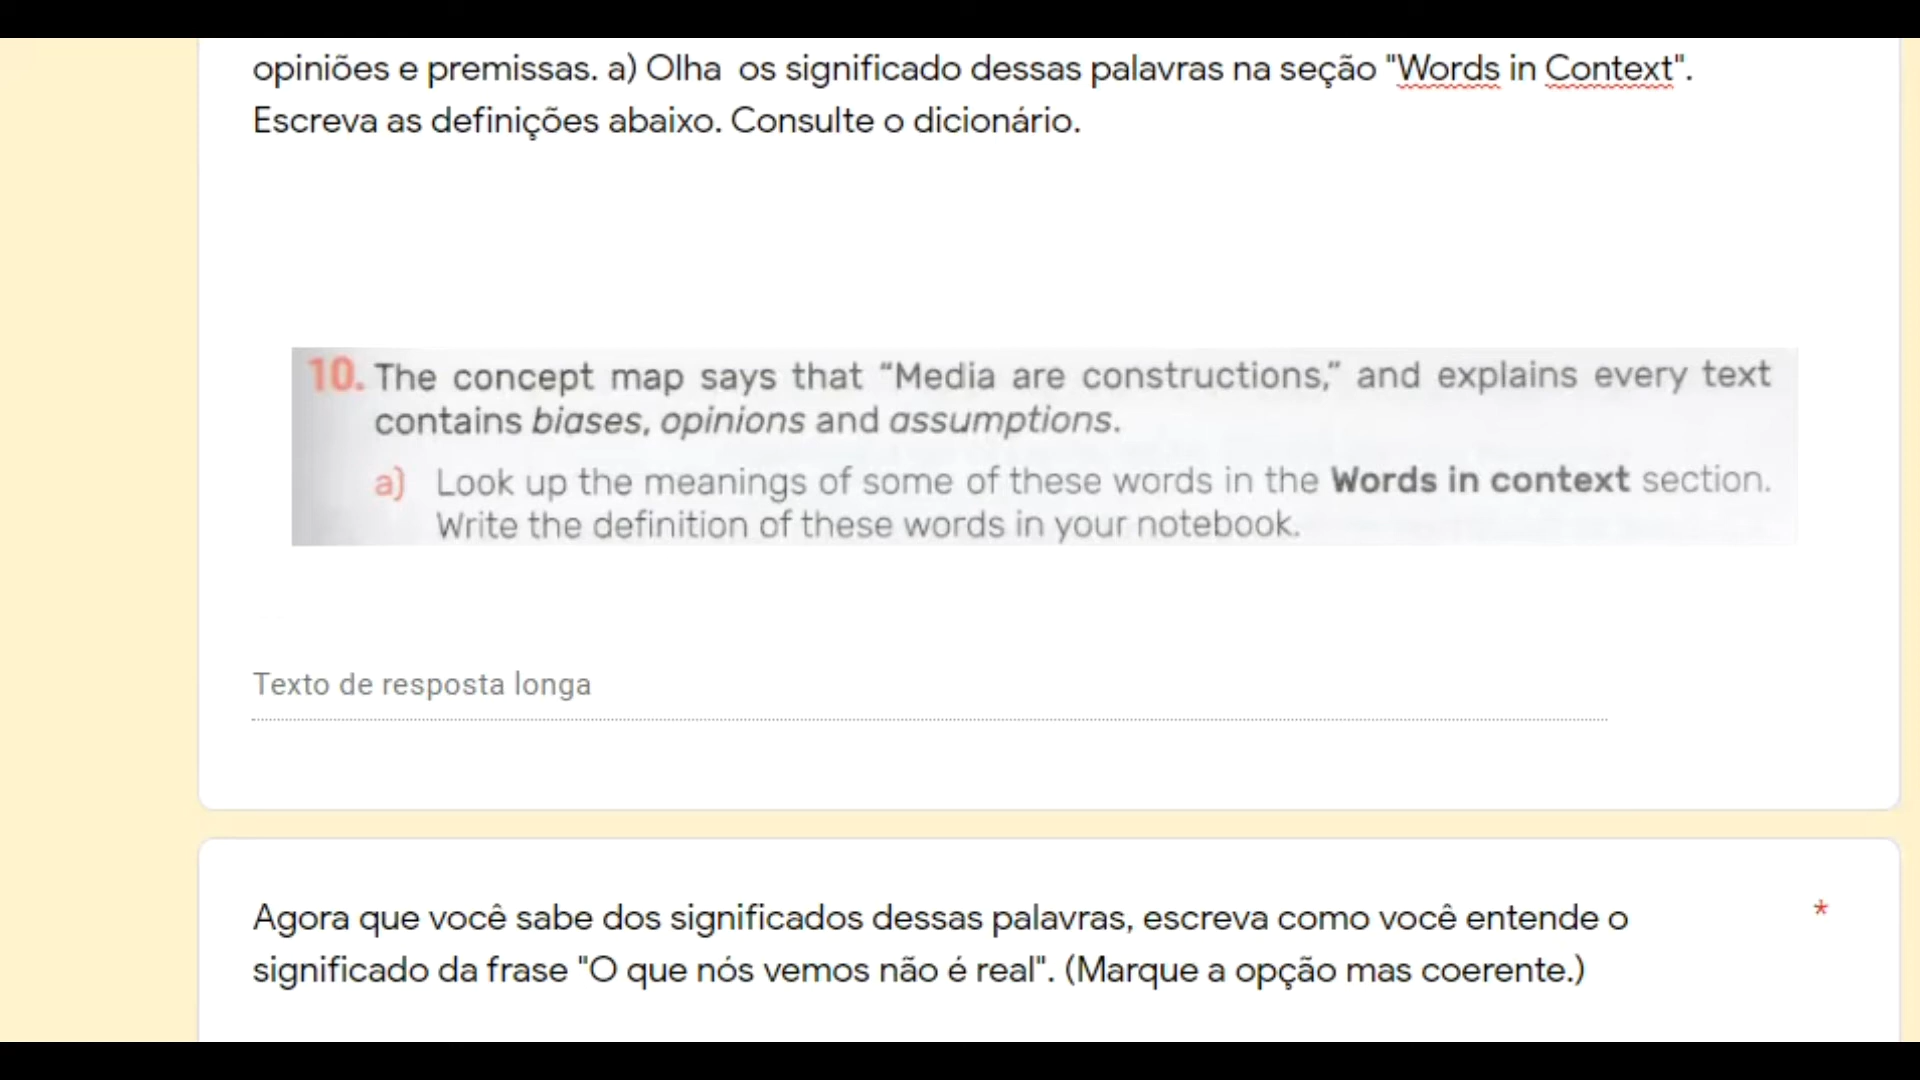 opiniões e premissas. a) Olha  os significado dessas palavras na seção "Words in Context".
Escreva as definições abaixo. Consulte o dicionário.
10. The concept map says that “Media are constructions,” and explains every text
contains biases, opinions and assumptions.
a) Look up the meanings of some of these words in the Words in context section.
Write the definition of these words in your notebook.
Texto de resposta longa
Agora que você sabe dos significados dessas palavras, escreva como você entende o *
significado da frase "O que nós vemos não é real". (Marque a opção mas coerente.)